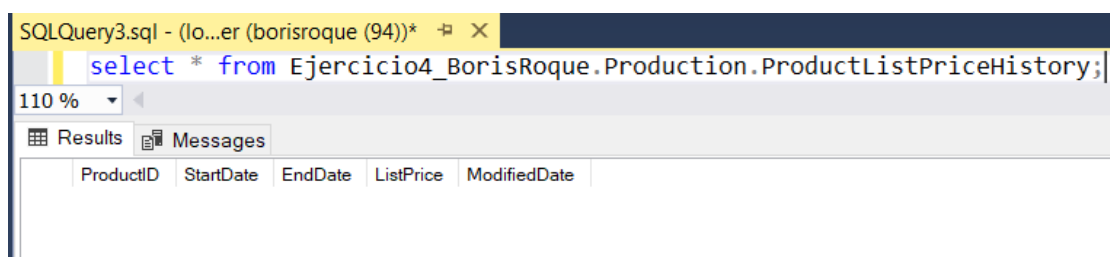 SQLQuery3.sql - (lo...er (borisroque (94))*
select * from Ejercicio4_BorisRoque.Production.ProductListPriceHistory;
110 %
Results Messages
ProductID StartDate EndDate ListPrice ModifiedDate